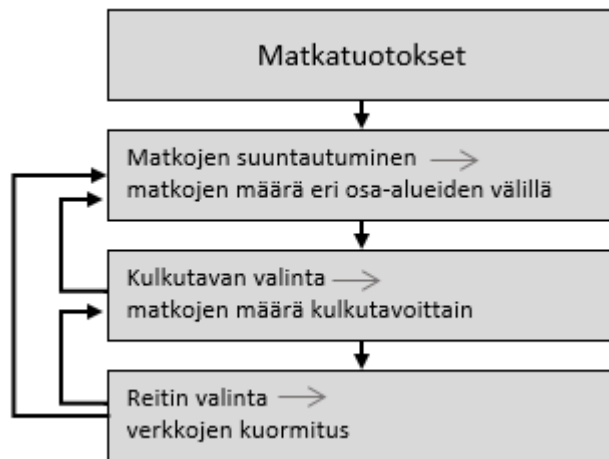 Matkatuotokset
Matkojen suuntautuminen →
matkojen määrä eri osa-alueiden välillä
Kulkutavan valinta →
matkojen määrä kulkutavoittain
Reitin valinta →
verkkojen kuormitus